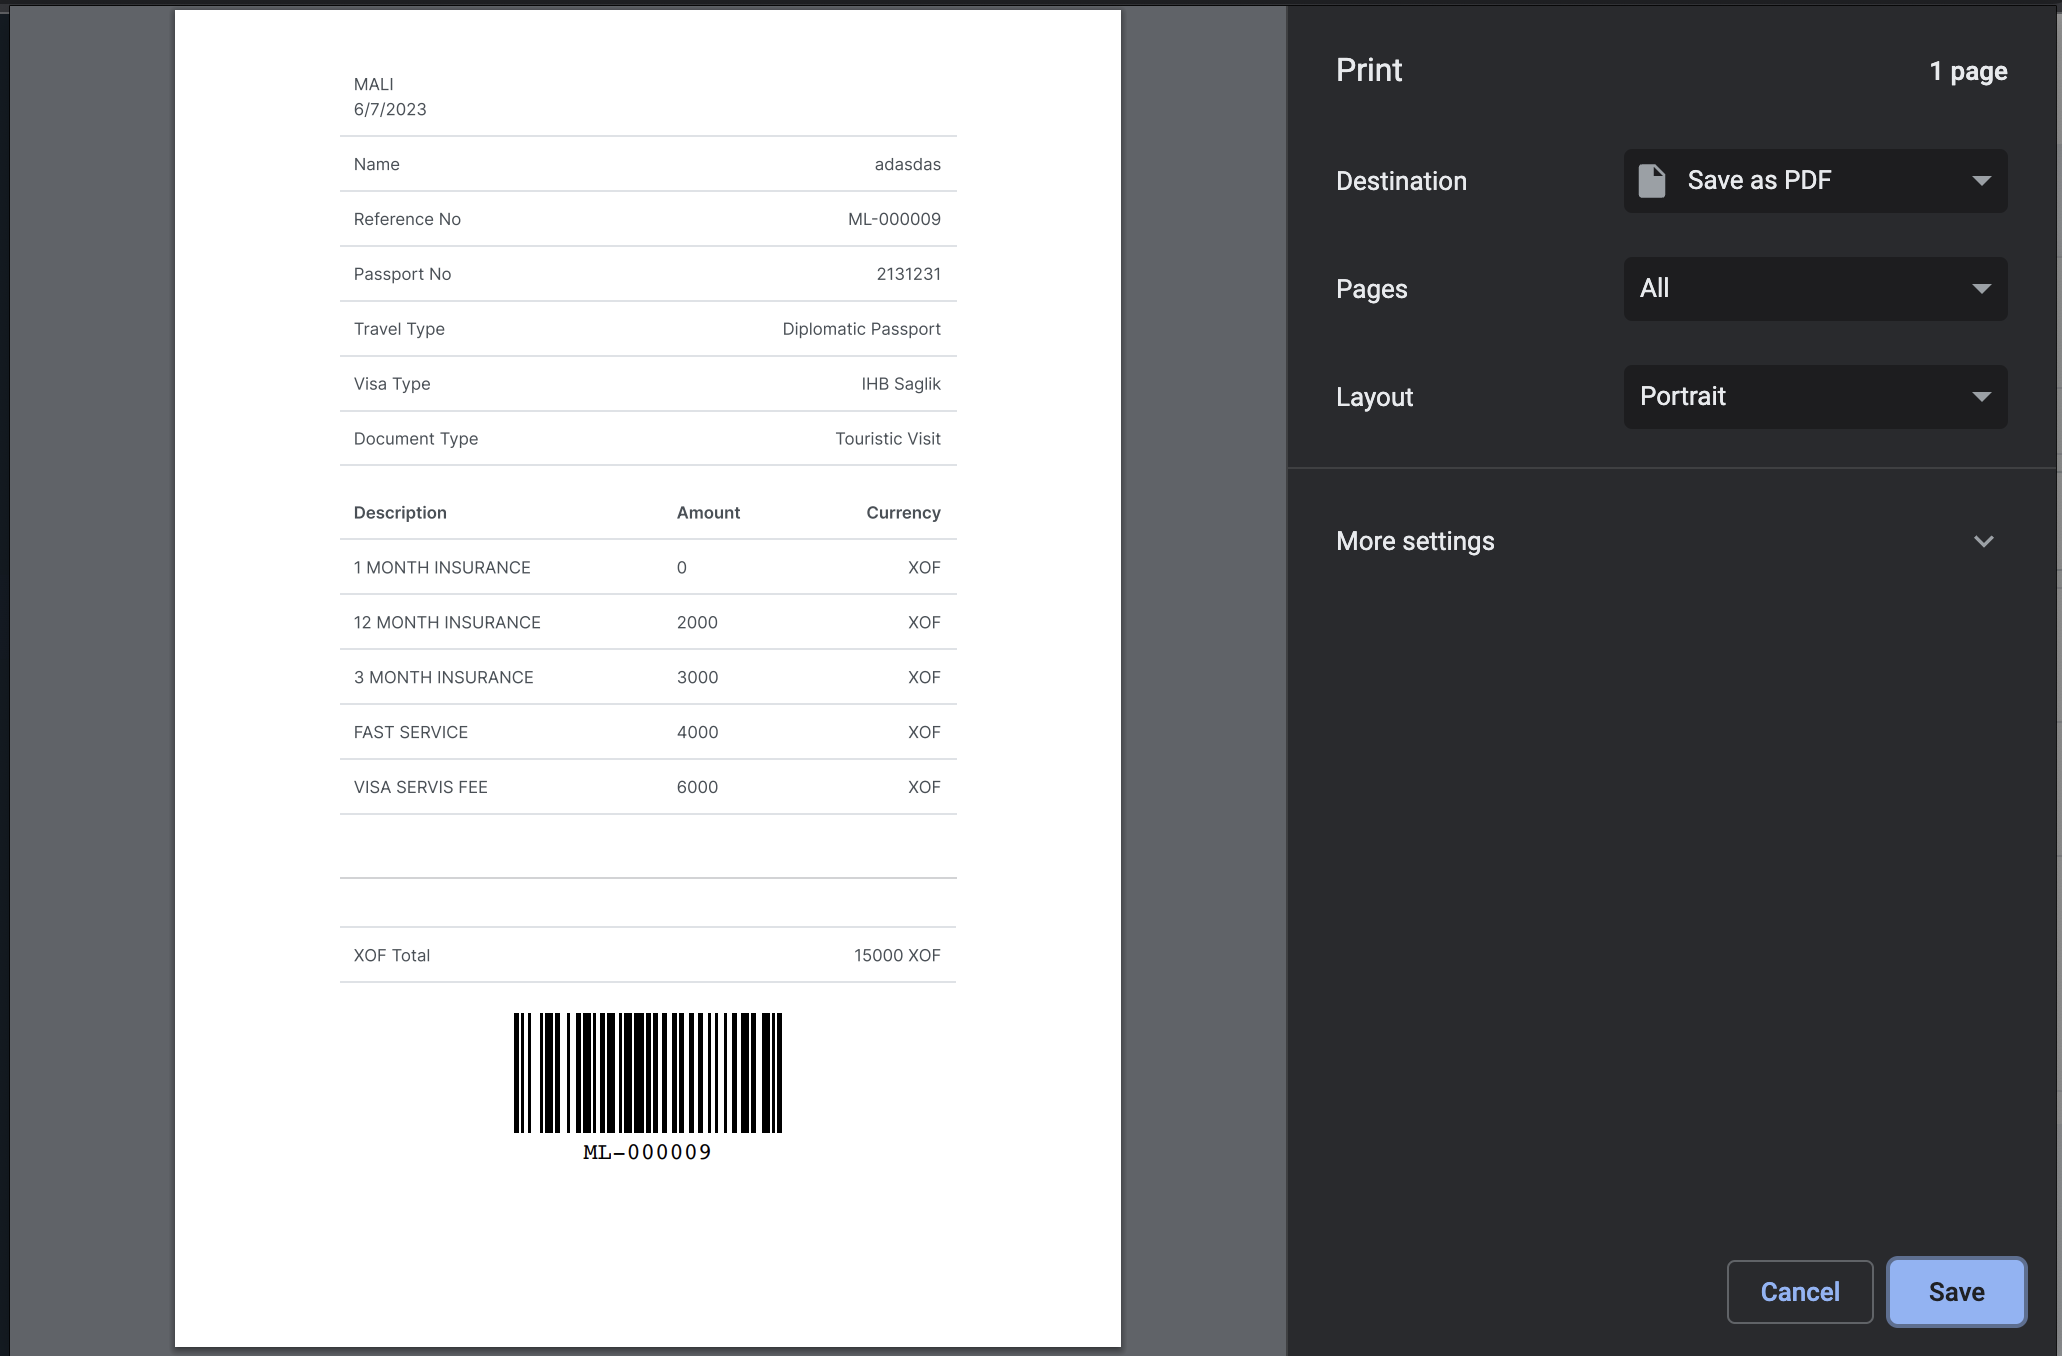 MALI
6/7/2023
Name adasdas
Reference No ML-000009
Passport No 2131231
Travel Type Diplomatic Passport
Visa Type IHB Saglik
Document Type Touristic Visit
Description Amount Currency
1 MONTH INSURANCE 0 XOF
12 MONTH INSURANCE 2000 XOF
3 MONTH INSURANCE 3000 XOF
FAST SERVICE 4000 XOF
VISA SERVIS FEE 6000 XOF
XOF Total 15000 XOF
ML-000009
Print 1 page
Destination Save as PDF
Pages All
Layout Portrait
More settings
Cancel Save